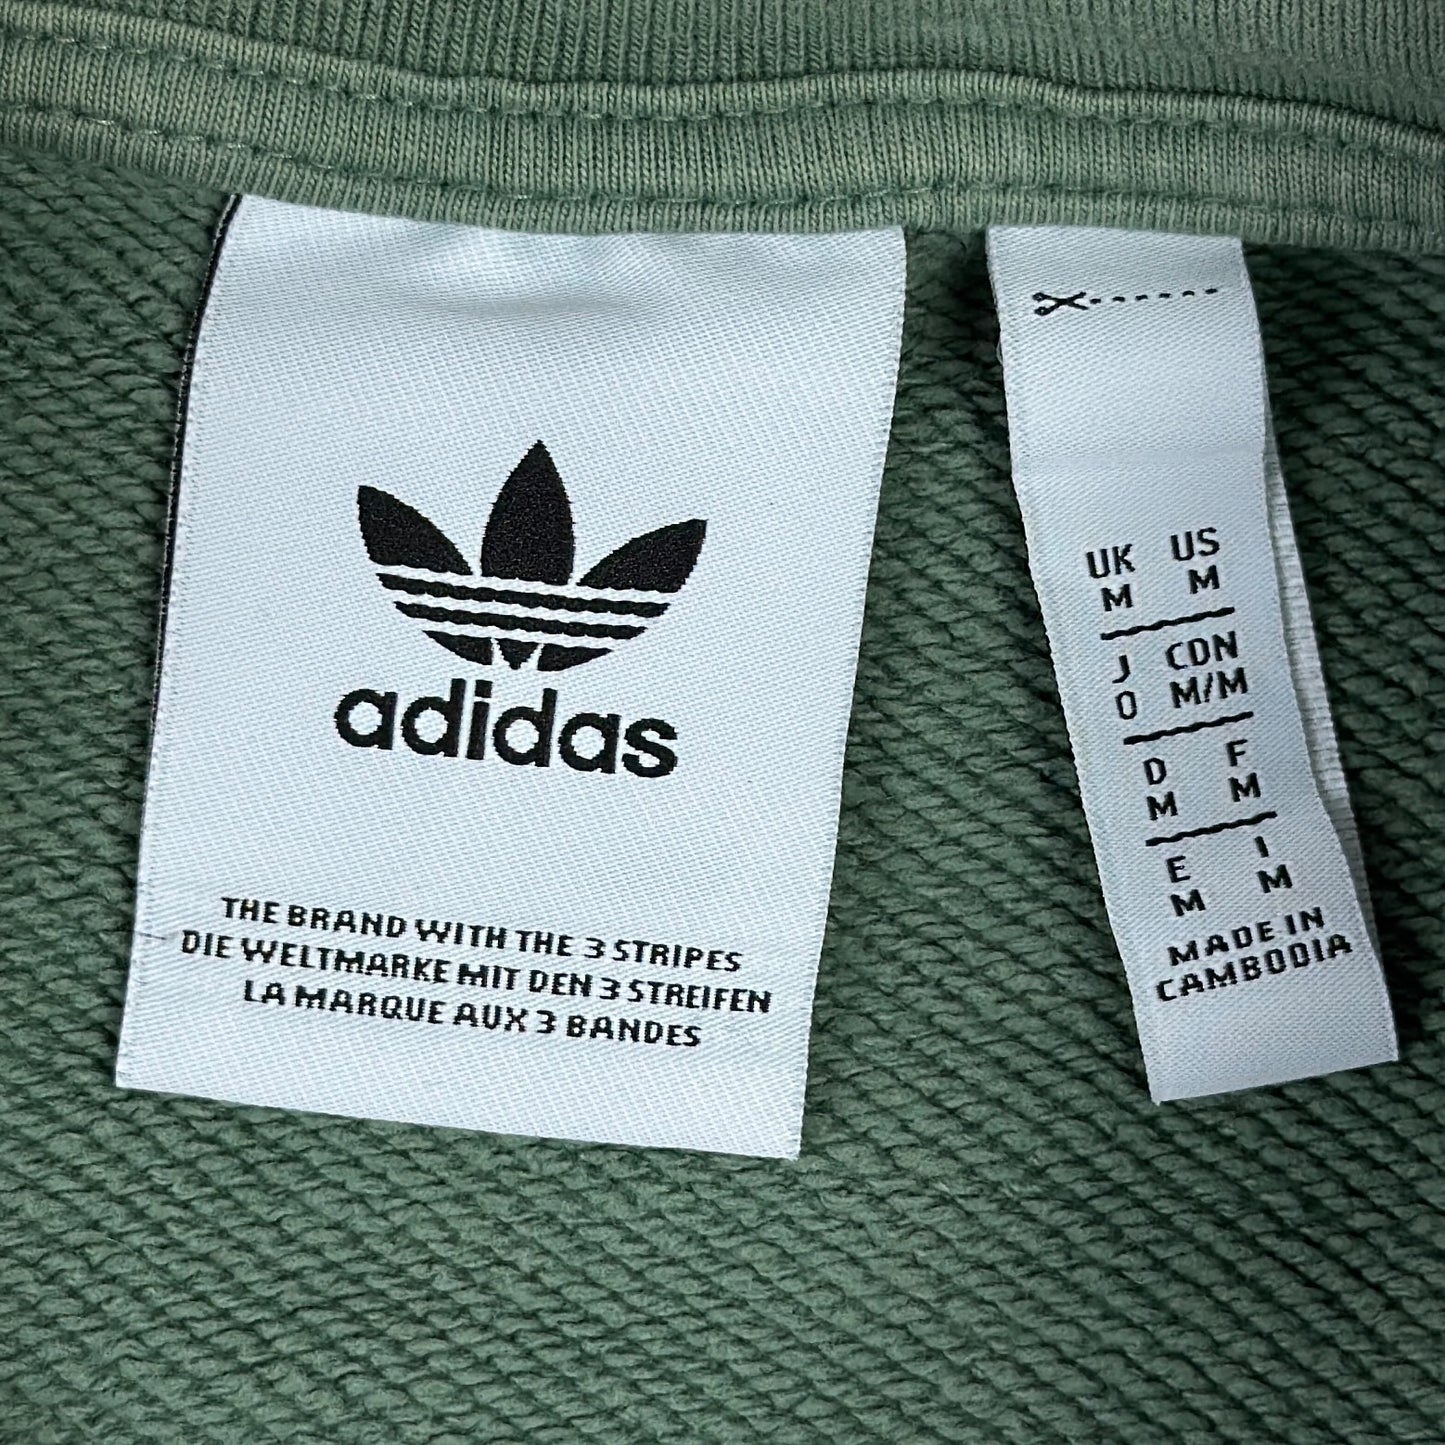 adidas
THE BRAND WITH THE 3 STRIPES
DIE WELTMARKE MIT DEN 3 STREIFEN
LA MARQUE AUX 3 BANDES
UK US
M M
J CDN
O M/M
D F
M M
E I
M M
MADE IN
CAMBODIA